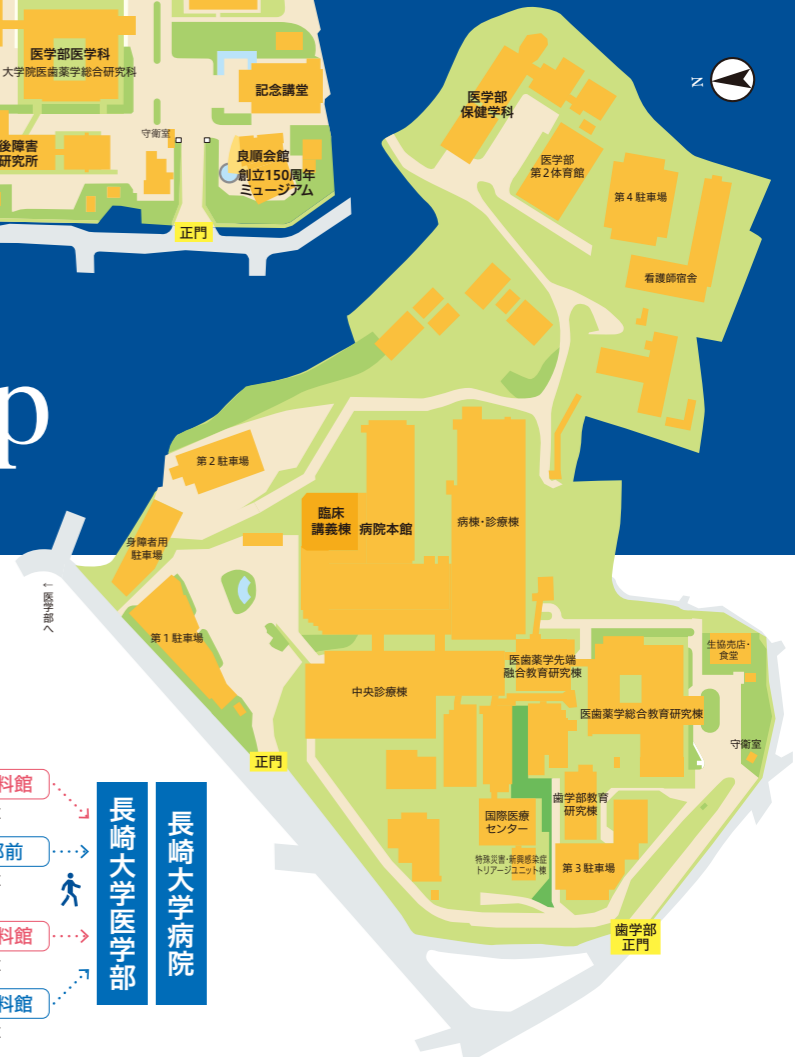 医学部医学科
大学院医歯薬学総合研究科
記念講堂
後障害
研究所
守衛室
良順会館
創立150周年
ミュージアム
正門
N
医学部
保健学科
医学部
第2体育館
第4駐車場
看護師宿舎
p
第2駐車場
身障者用
駐車場
臨床
講義棟
病院本館
病棟・診療棟
←医学部へ
第1駐車場
中央診療棟
医歯薬学先端
融合教育研究棟
生協売店・
食堂
医歯薬学総合教育研究棟
守衛室
正門
歯学部教育
研究棟
国際医療
センター
特殊災害・新興感染症
トリアージユニット棟
第3駐車場
歯学部
正門
料館
部前
料館
料館
長崎大学医学部
長崎大学病院